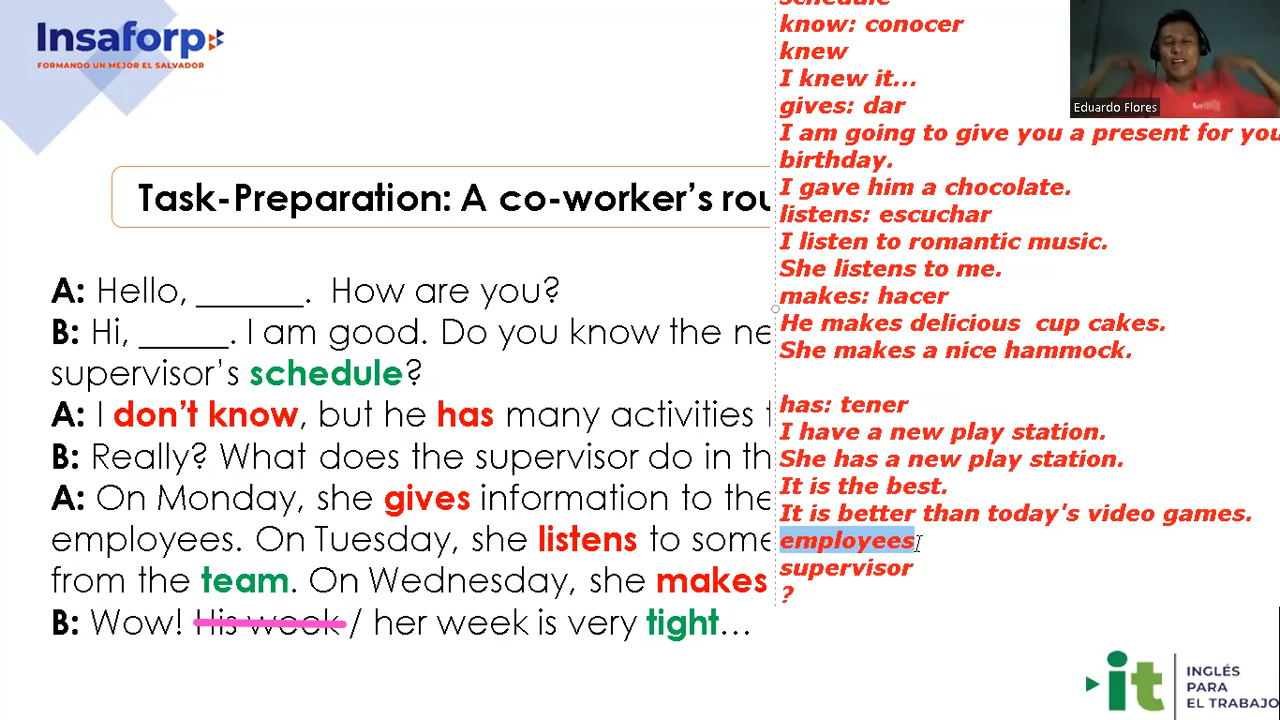 Insaforp
FORMANDO UN MEJOR EL SALVADOR
Task-Preparation: A co-worker's
A: Hello, ______. How are you?
B: Hi, _____. I am good. Do you know the
supervisor's schedule?
A: I don't know, but he has many activities
B: Really? What does the supervisor do in
A: On Monday, she gives information to the
employees. On Tuesday, she listens to some
from the team. On Wednesday, she makes
B: Wow! His week / her week is very tight...
schedule
know: conocer
knew
I knew it...
gives: dar
I am going to give you a present for
birthday.
I gave him a chocolate.
listens: escuchar
I listen to romantic music.
She listens to me.
makes: hacer
He makes delicious cup cakes.
She makes a nice hammock.
has: tener
I have a new play station.
She has a new play station.
It is the best.
It is better than today's video games.
employees
supervisor
?
Eduardo Flores
it
INGLÉS
PARA
EL TRABAJO